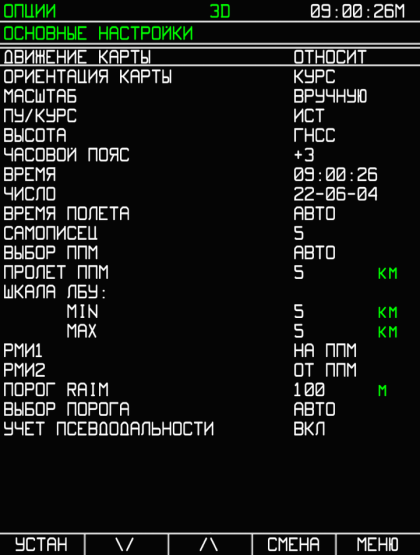 ОПЦИИ 3D 09:00:26М
ОСНОВНЫЕ НАСТРОЙКИ
ДВИЖЕНИЕ КАРТЫ ОТНОСИТ
ОРИЕНТАЦИЯ КАРТЫ КУРС
МАСШТАБ ВРУЧНУЮ
ПУ/КУРС ИСТ
ВЫСОТА ГНСС
ЧАСОВОЙ ПОЯС +3
ВРЕМЯ 09:00:26
ЧИСЛО 22-06-04
ВРЕМЯ ПОЛЕТА АВТО
САМОПИСЕЦ 5
ВЫБОР ППМ АВТО
ПРОЛЕТ ППМ 5 КМ
ШКАЛА ЛБУ:
MIN 5 КМ
MAX 5 КМ
РМИ1 НА ППМ
РМИ2 ОТ ППМ
ПОРОГ RAIM 100 М
ВЫБОР ПОРОГА АВТО
УЧЕТ ПСЕВДОДАЛЬНОСТИ ВКЛ
УСТАН \/ /\ СМЕНА МЕНЮ